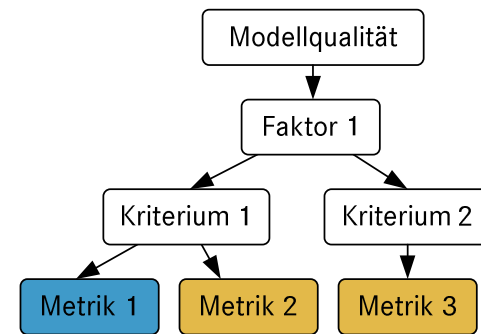 Modellqualität
Faktor 1
Kriterium 1
Kriterium 2
Metrik 1
Metrik 2
Metrik 3